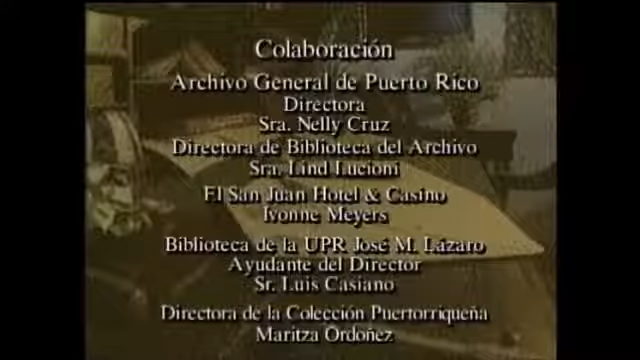 Colaboración
Archivo General de Puerto Rico
Directora
Sra. Nelly Cruz
Directora de Biblioteca del Archivo
Sra. Lind Lucioni
El San Juan Hotel & Casino
Ivonne Meyers
Biblioteca de la UPR José M. Lázaro
Ayudante del Director
Sr. Luis Casiano
Directora de la Colección Puertorriqueña
Maritza Ordoñez